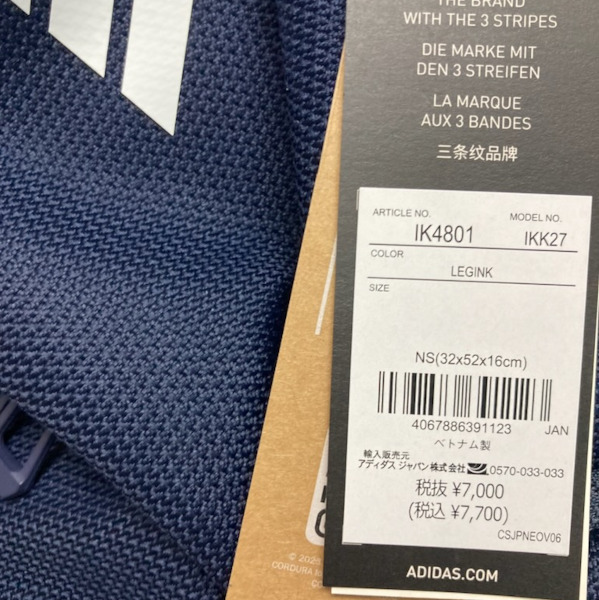 THE BRAND
WITH THE 3 STRIPES
DIE MARKE MIT
DEN 3 STREIFEN
LA MARQUE
AUX 3 BANDES
三条纹品牌
ARTICLE NO.
MODEL NO.
IK4801
IKK27
COLOR
LEGINK
SIZE
NS(32x52x16cm)
4067886391123
JAN
ベトナム製
輸入販売元
アディダス ジャパン株式会社
0570-033-033
税抜 ¥7,000
(税込 ¥7,700)
CSJPNEOV06
ADIDAS.COM
CORDURA